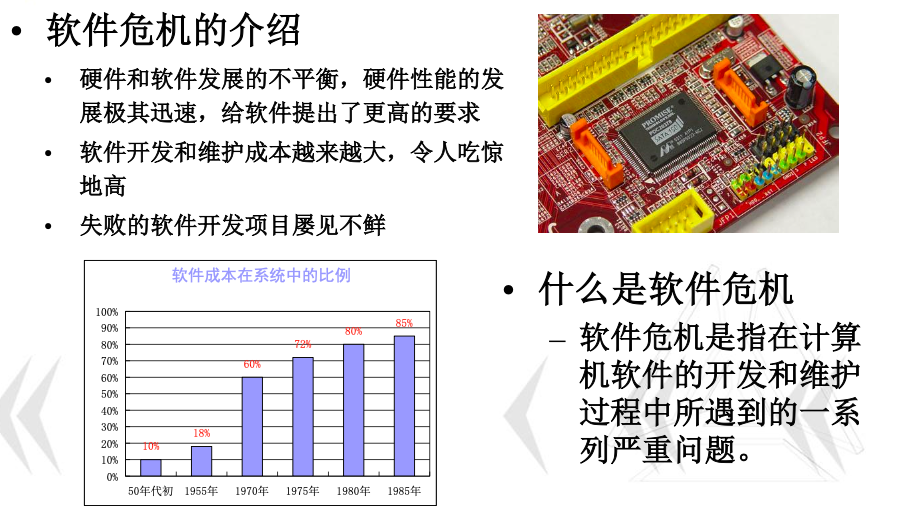 • 软件危机的介绍
• 硬件和软件发展的不平衡，硬件性能的发
展极其迅速，给软件提出了更高的要求
• 软件开发和维护成本越来越大，令人吃惊
地高
• 失败的软件开发项目屡见不鲜
PROMISE
JFP1
软件成本在系统中的比例
100%
90%
80%
70%
60%
50%
40%
30%
20%
10%
0%
10%
18%
60%
72%
80%
85%
50年代初 1955年 1970年 1975年 1980年 1985年
• 什么是软件危机
– 软件危机是指在计算
机软件的开发和维护
过程中所遇到的一系
列严重问题。